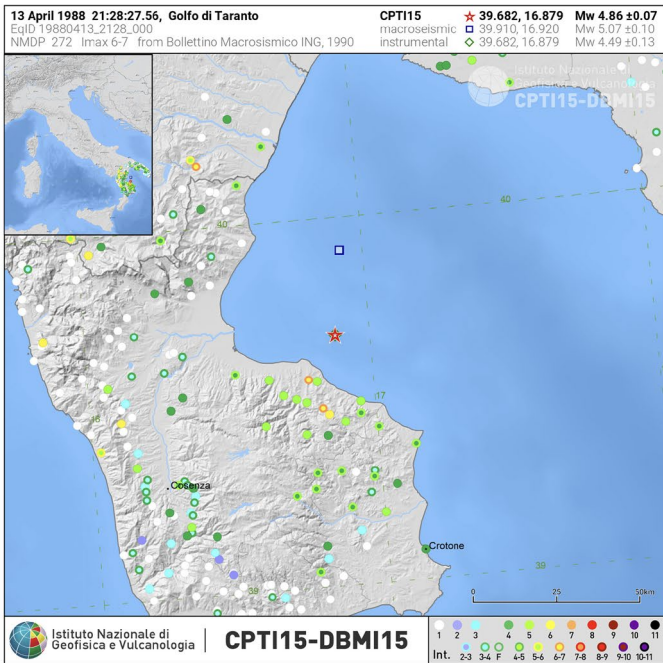 13 April 1988 21:28:27.56, Golfo di Taranto
EqID 19880413_2128_000
NMDP 272 Imax 6-7 from Bollettino Macrosismico ING, 1990
CPTI15 39.682, 16.879 Mw 4.86 ±0.07
macroseismic 39.910, 16.920 Mw 5.07 ±0.10
instrumental 39.682, 16.879 Mw 4.49 ±0.13
Istituto Nazionale di
Geofisica e Vulcanologia
CPTI15-DBMI15
40
40
17
16
Cosenza
Crotone
39
39
0 25 50km
Istituto Nazionale di
Geofisica e Vulcanologia
CPTI15-DBMI15
1 2 3 4 5 6 7 8 9 10 11
Int. 2-3 3-4 F 4-5 5-6 6-7 7-8 8-9 9-10 10-11